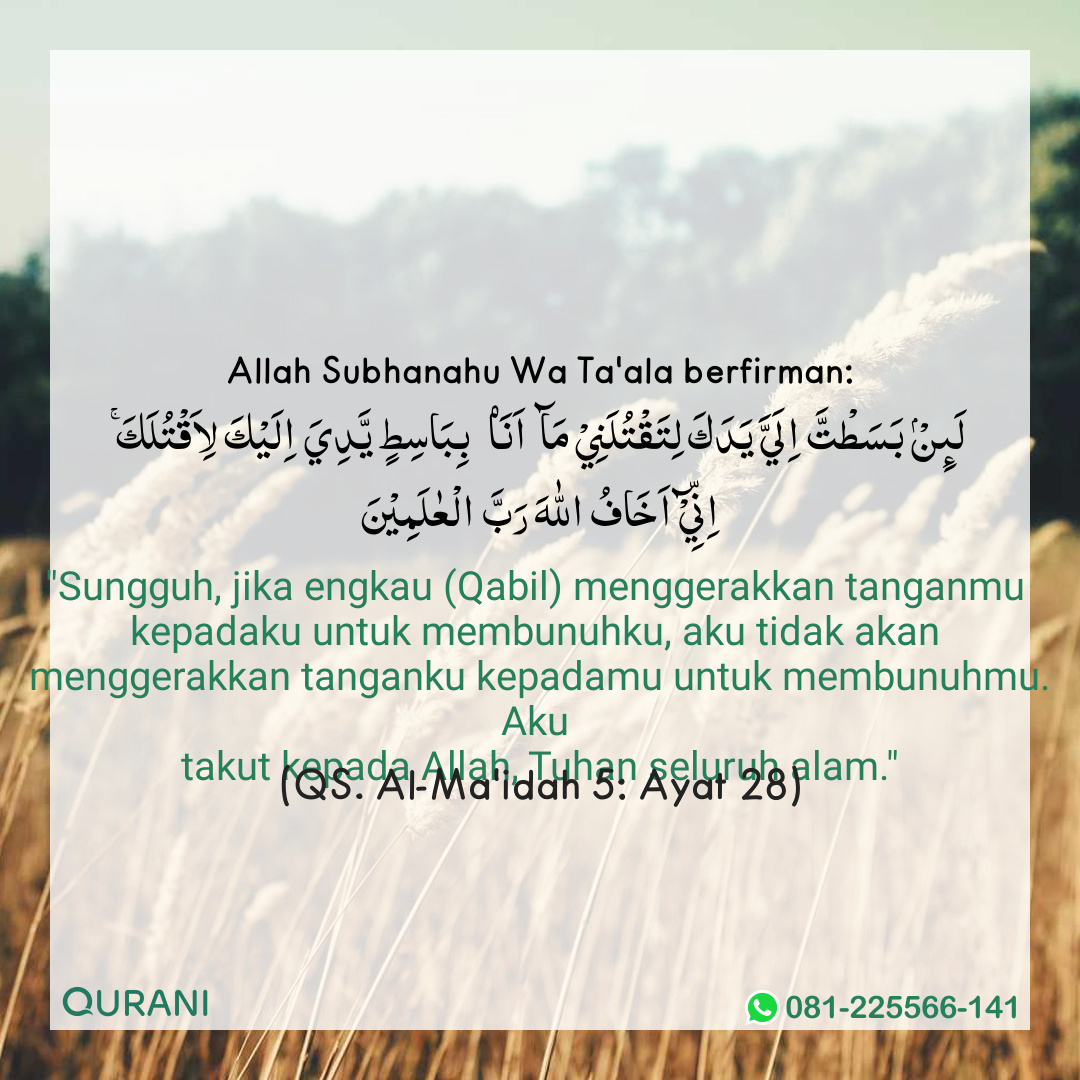 Allah Subhanahu Wa Ta'ala berfirman:
لَىِٕنْۢ بَسَطْتَّ اِلَيَّ يَدَكَ لِتَقْتُلَنِيْ مَاۤ اَنَاۡ بِبَاسِطٍ يَّدِيَ اِلَيْكَ لِاَقْتُلَكَ ۚ
اِنِّيْۤ اَخَافُ اللّٰهَ رَبَّ الْعٰلَمِيْنَ
"Sungguh, jika engkau (Qabil) menggerakkan tanganmu
kepadaku untuk membunuhku, aku tidak akan
menggerakkan tanganku kepadamu untuk membunuhmu.
Aku
takut kepada Allah, Tuhan seluruh alam."
(QS. Al-Ma'idah 5: Ayat 28)
QURANI
081-225566-141